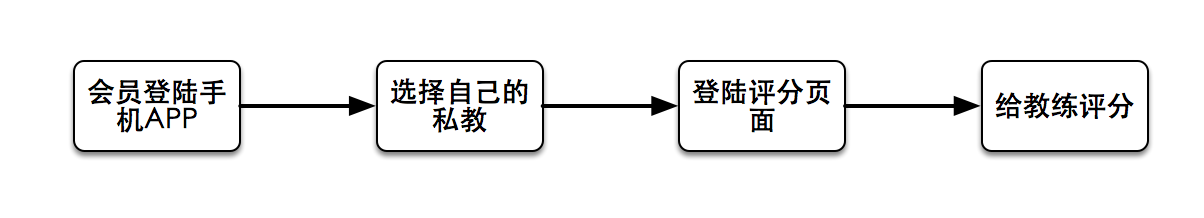 会员登陆手
机APP
选择自己的
私教
登陆评分页
面
给教练评分